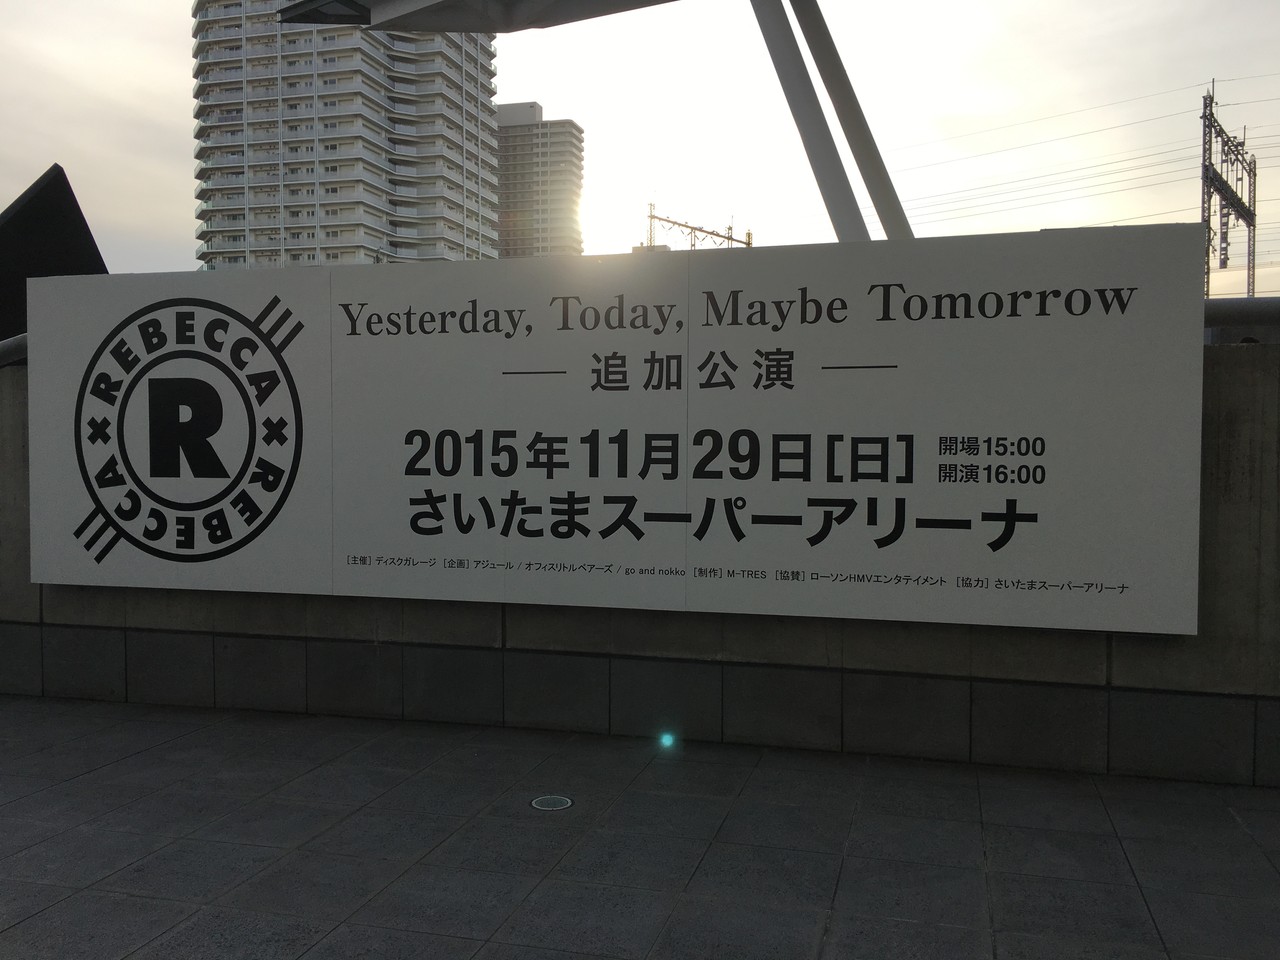 REBECCA × REBECCA ×
R
Yesterday, Today, Maybe Tomorrow
追加公演
2015年11月29日[日] 開場15:00
開演16:00
さいたまスーパーアリーナ
[主催] ディスクガレージ [企画] アジュール / オフィスリトルベアーズ / go and nokko [制作] M-TRES [協賛] ローソンHMVエンタテイメント [協力] さいたまスーパーアリーナ